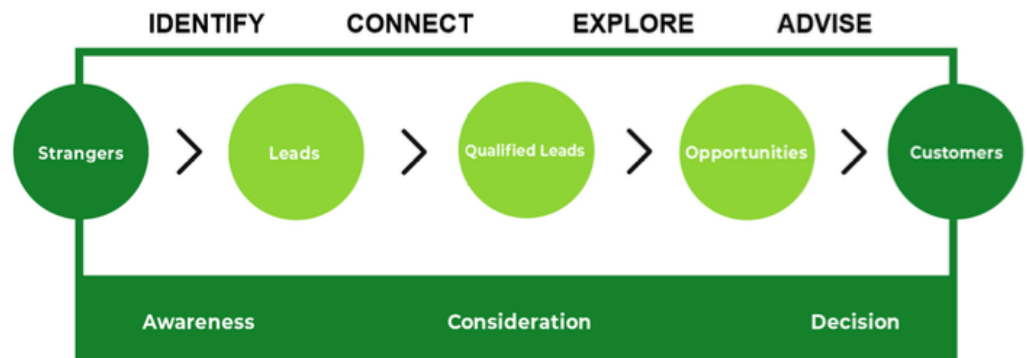 IDENTIFY CONNECT EXPLORE ADVISE
Strangers Leads Qualified Leads Opportunities Customers
Awareness Consideration Decision